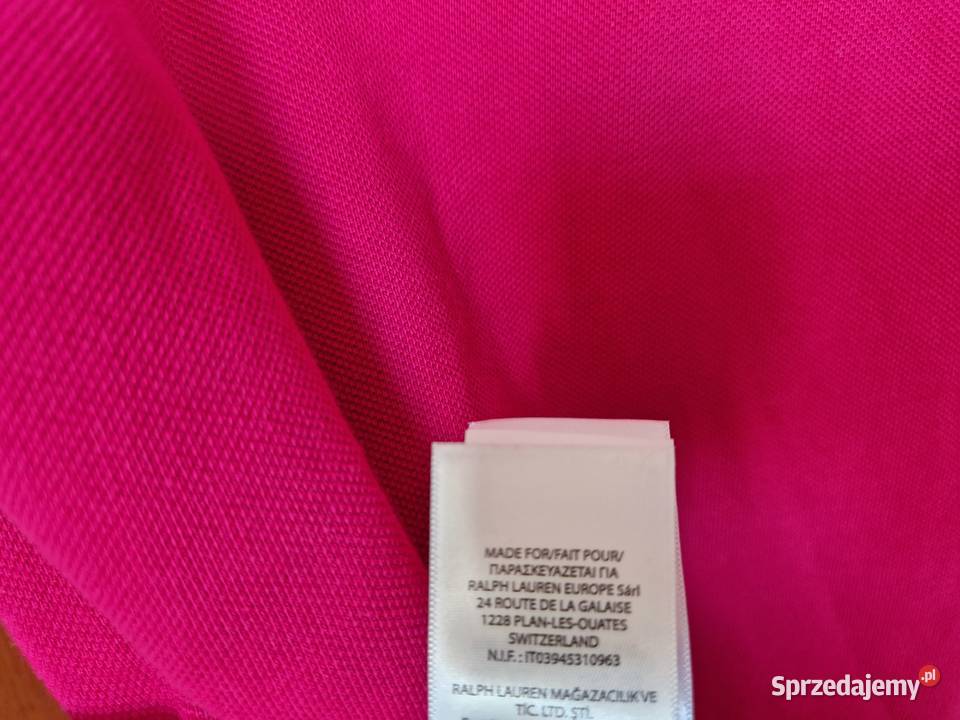 MADE FOR/FAIT POUR/
ΠΑΡΑΣΚΕΥΑΖΕΤΑΙ ΓΙΑ
RALPH LAUREN EUROPE Sárl
24 ROUTE DE LA GALAISE
1228 PLAN-LES-OUATES
SWITZERLAND
N.I.F. : IT03945310963
RALPH LAUREN MAĞAZACILIK VE
TİC. LTD. ŞTİ.
Sprzedajemy.pl